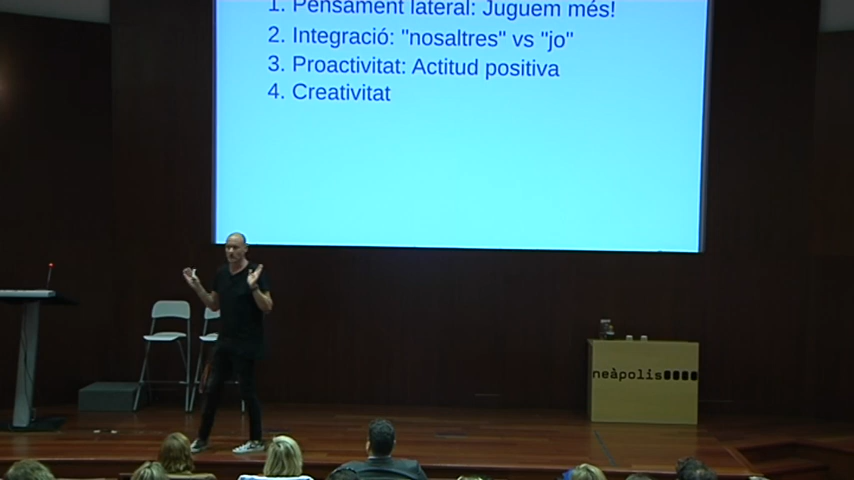 1. Pensament lateral: Juguem més!
2. Integració: "nosaltres" vs "jo"
3. Proactivitat: Actitud positiva
4. Creativitat
neàpolis